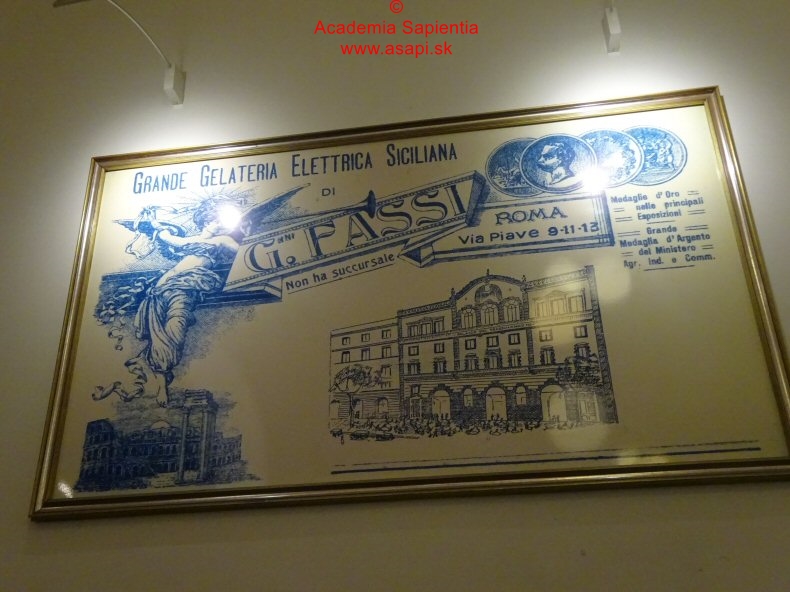 ©
Academia Sapientia
www.asapi.sk
GRANDE GELATERIA ELETTRICA SICILIANA
DI
G.NNI FASSI
Non ha succursale
ROMA
Via Piave 9-11-13
Medaglie d'Oro
nelle principali
Esposizioni
Grande
Medaglia d'Argento
del Ministero
Agr. Ind. e Comm.